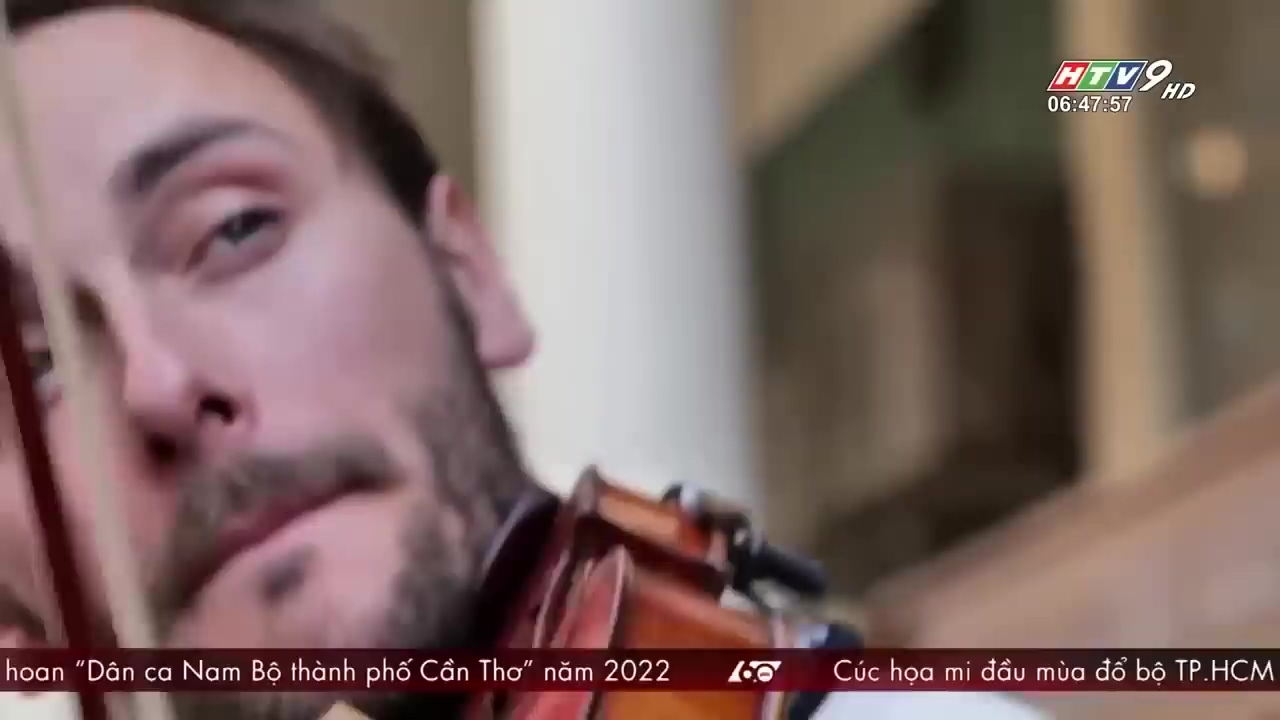 HTV9 HD
06:47:57
hoan “Dân ca Nam Bộ thành phố Cần Thơ” năm 2022 60 Cúc họa mi đầu mùa đổ bộ TP.HCM